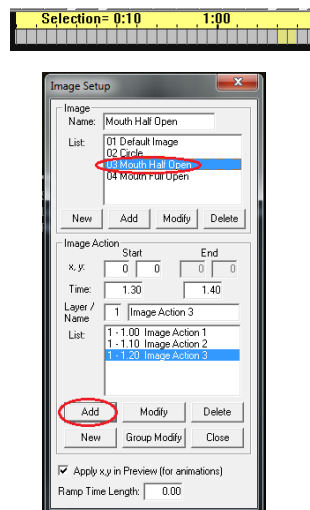 Selection= 0:10 1:00
Image Setup
Image
Name: Mouth Half Open
List: 01 Default Image
02 Circle
03 Mouth Half Open
04 Mouth Full Open
New Add Modify Delete
Image Action
Start End
x, y: 0 0 0 0
Time: 1.30 1.40
Layer / Name 1 Image Action 3
List: 1 - 1.00 Image Action 1
1 - 1.10 Image Action 2
1 - 1.20 Image Action 3
Add Modify Delete
New Group Modify Close
Apply x,y in Preview (for animations)
Ramp Time Length: 0.00